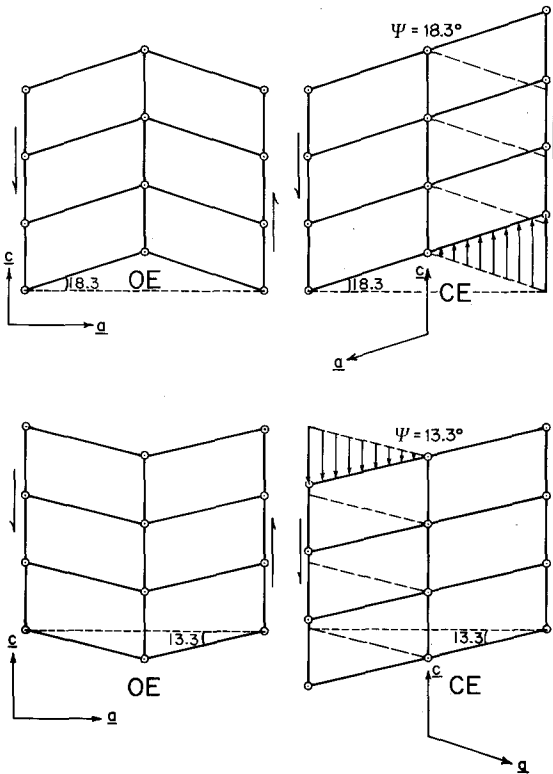 Ψ = 18.3°
c
18.3
OE
a
c
18.3
CE
a
Ψ = 13.3°
c
13.3
OE
a
13.3
c
CE
a